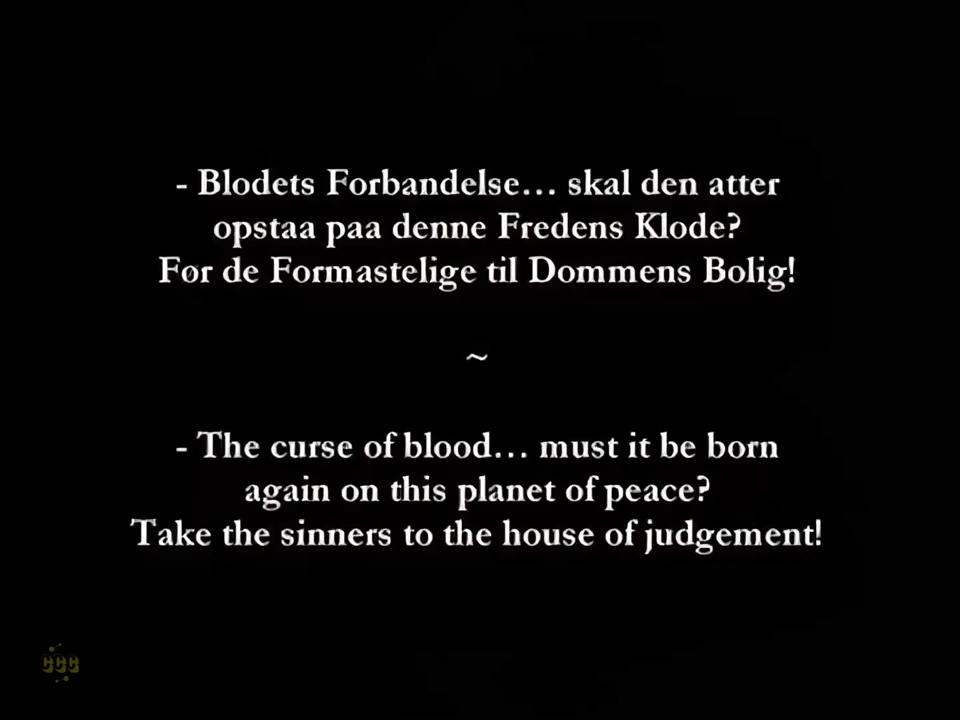 - Blodets Forbandelse... skal den atter
opstaa paa denne Fredens Klode?
Før de Formastelige til Dommens Bolig!
~
- The curse of blood... must it be born
again on this planet of peace?
Take the sinners to the house of judgement!
CCC